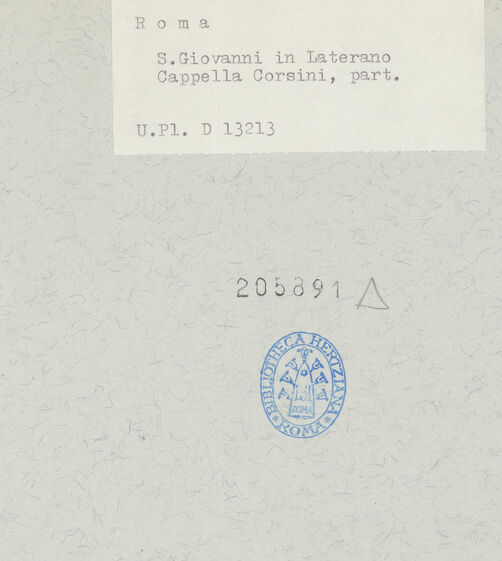 R o m a
S.Giovanni in Laterano
Cappella Corsini, part.
U.Pl. D 13213
205891
BIBLIOTHECA HERTZIANA
ROMA
ROMA